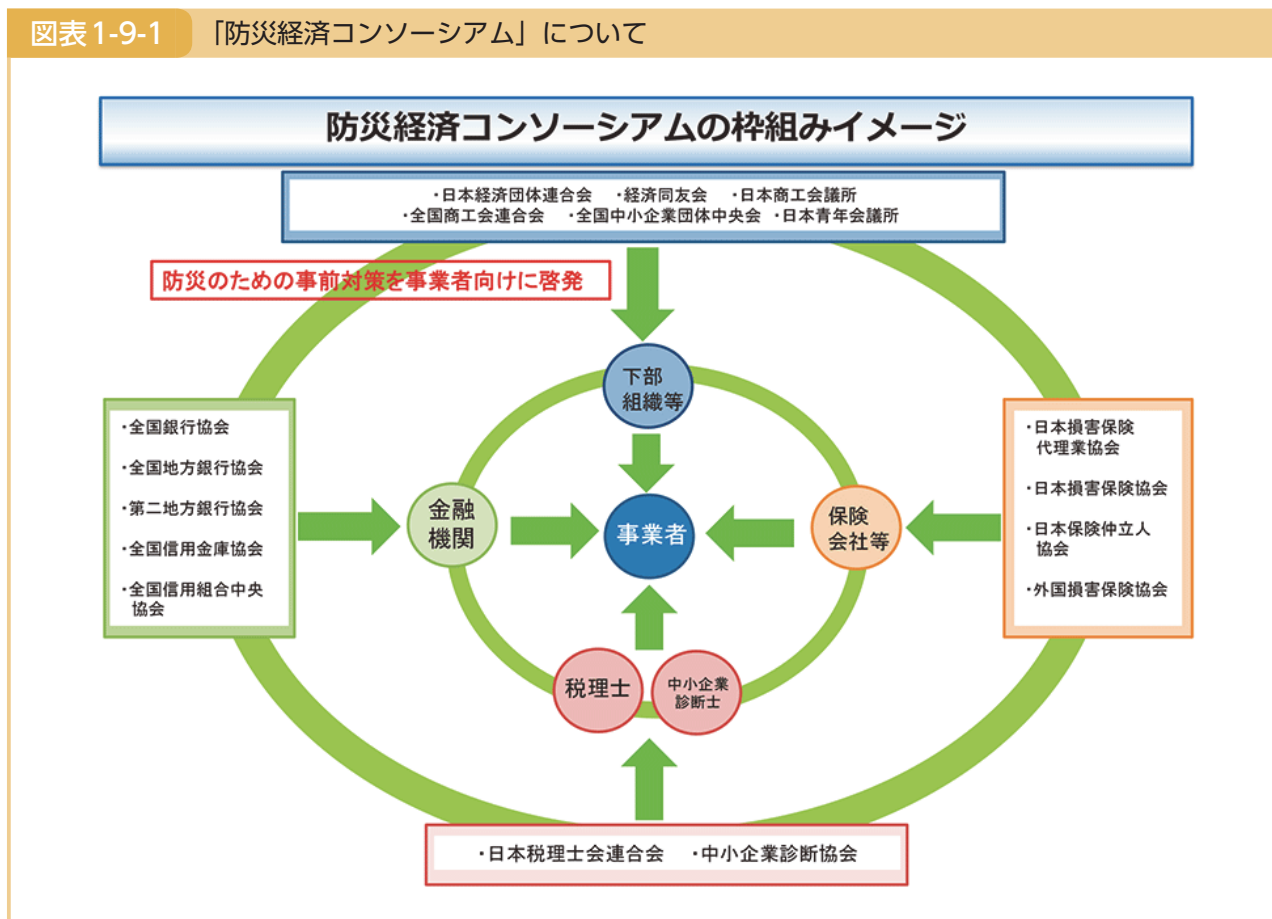 図表1-9-1 「防災経済コンソーシアム」について
防災経済コンソーシアムの枠組みイメージ
・日本経済団体連合会 ・経済同友会 ・日本商工会議所
・全国商工会連合会 ・全国中小企業団体中央会 ・日本青年会議所
防災のための事前対策を事業者向けに啓発
下部
組織等
・全国銀行協会
・全国地方銀行協会
・第二地方銀行協会
・全国信用金庫協会
・全国信用組合中央
協会
金融
機関
事業者
保険
会社等
・日本損害保険
代理業協会
・日本損害保険協会
・日本保険仲立人
協会
・外国損害保険協会
税理士
中小企業
診断士
・日本税理士会連合会 ・中小企業診断協会